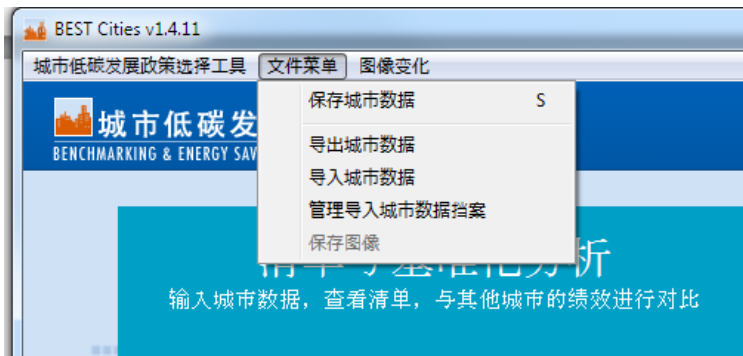 BEST Cities v1.4.11
城市低碳发展政策选择工具 文件菜单 图像变化
保存城市数据 S
导出城市数据
导入城市数据
管理导入城市数据挡案
保存图像
城市低碳发
BENCHMARKING & ENERGY SAV
输入城市数据，查看清单，与其他城市的绩效进行对比